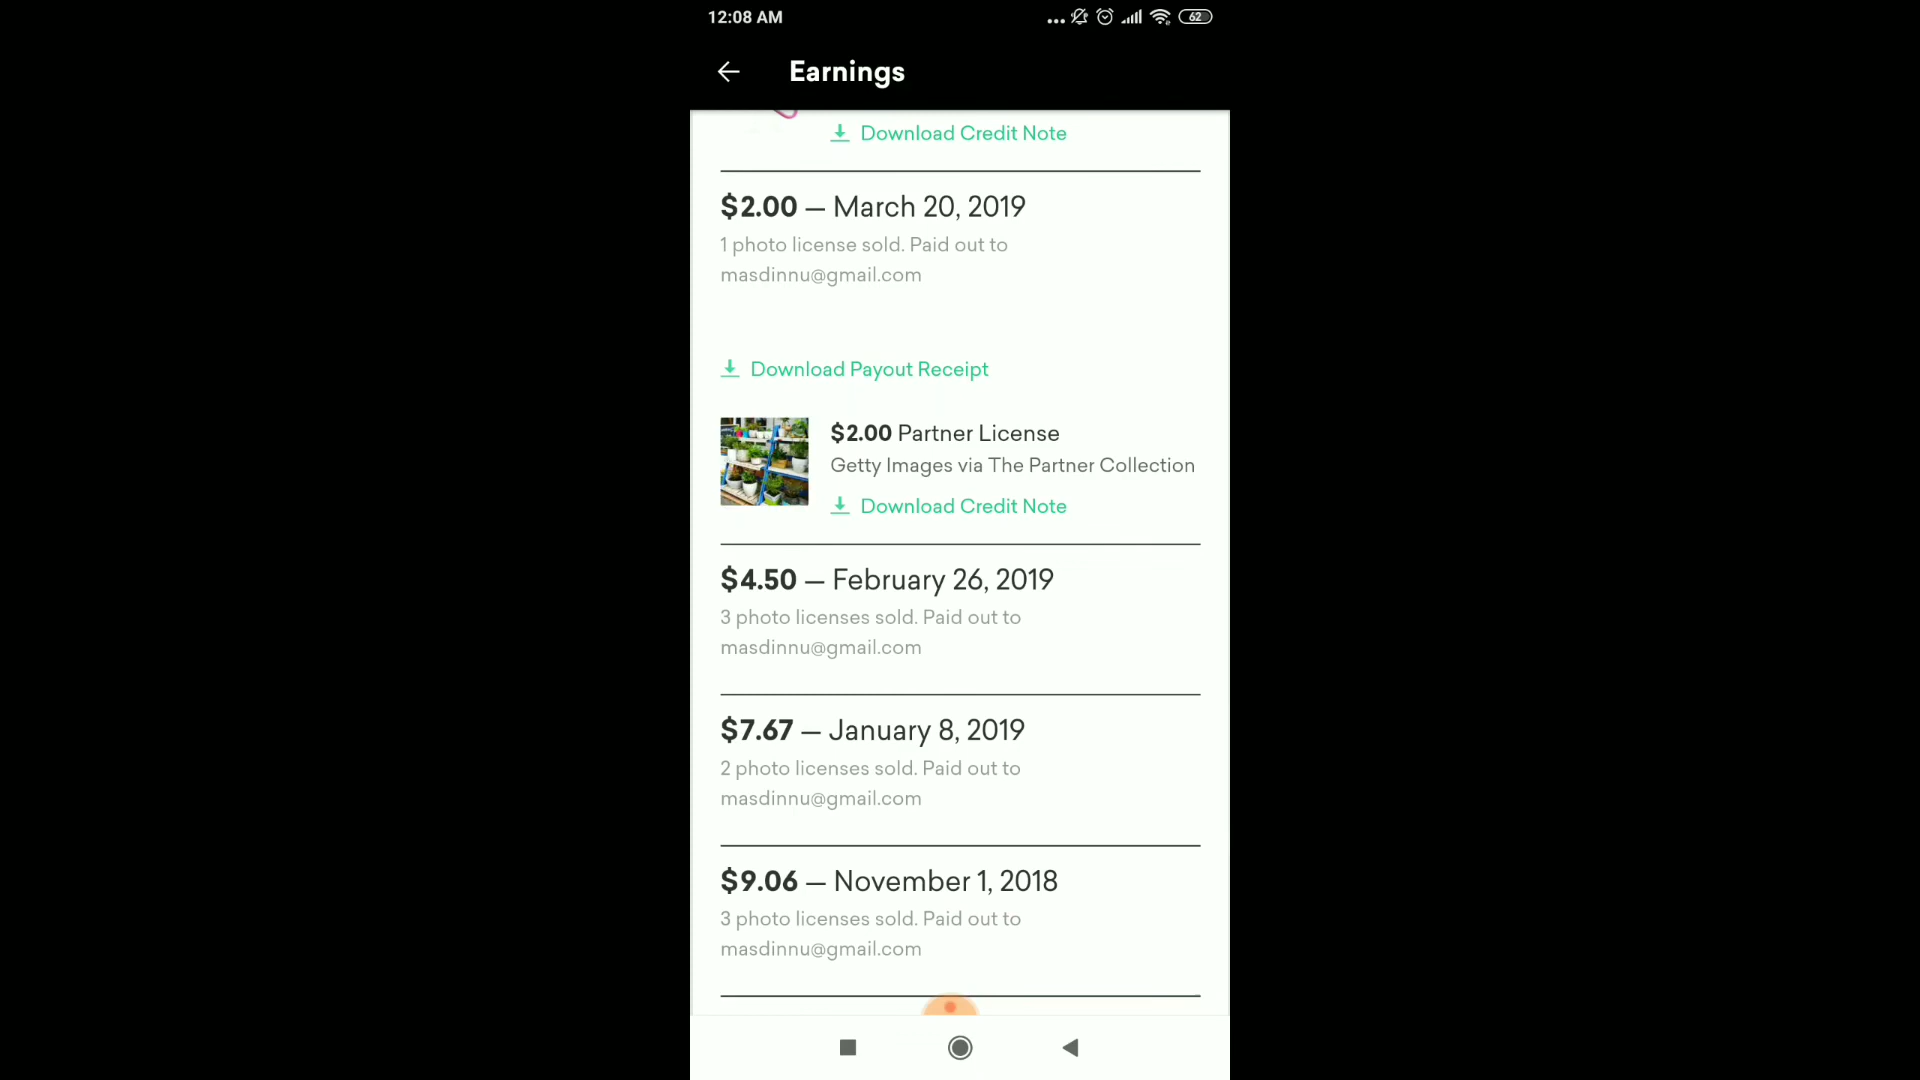 12:08 AM
62
Earnings
Download Credit Note
$2.00 — March 20, 2019
1 photo license sold. Paid out to
masdinnu@gmail.com
Download Payout Receipt
$2.00 Partner License
Getty Images via The Partner Collection
Download Credit Note
$4.50 — February 26, 2019
3 photo licenses sold. Paid out to
masdinnu@gmail.com
$7.67 — January 8, 2019
2 photo licenses sold. Paid out to
masdinnu@gmail.com
$9.06 — November 1, 2018
3 photo licenses sold. Paid out to
masdinnu@gmail.com